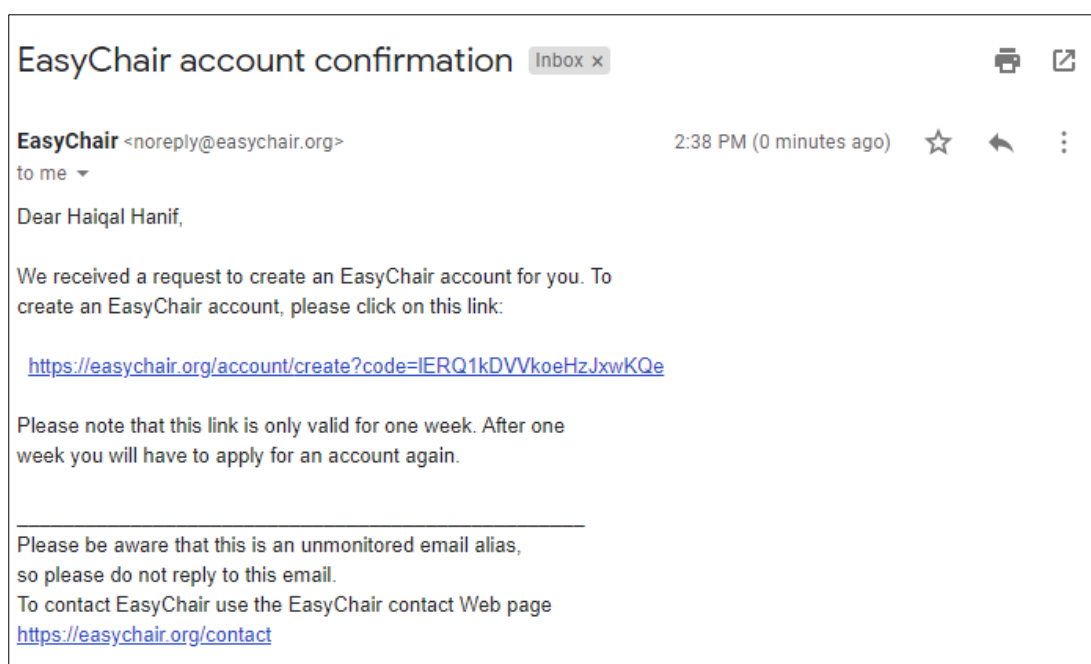 EasyChair account confirmation Inbox x
EasyChair <noreply@easychair.org> 2:38 PM (0 minutes ago)
to me
Dear Haiqal Hanif,
We received a request to create an EasyChair account for you. To
create an EasyChair account, please click on this link:
https://easychair.org/account/create?code=lERQ1kDVVkoeHzJxwKQe
Please note that this link is only valid for one week. After one
week you will have to apply for an account again.
Please be aware that this is an unmonitored email alias,
so please do not reply to this email.
To contact EasyChair use the EasyChair contact Web page
https://easychair.org/contact